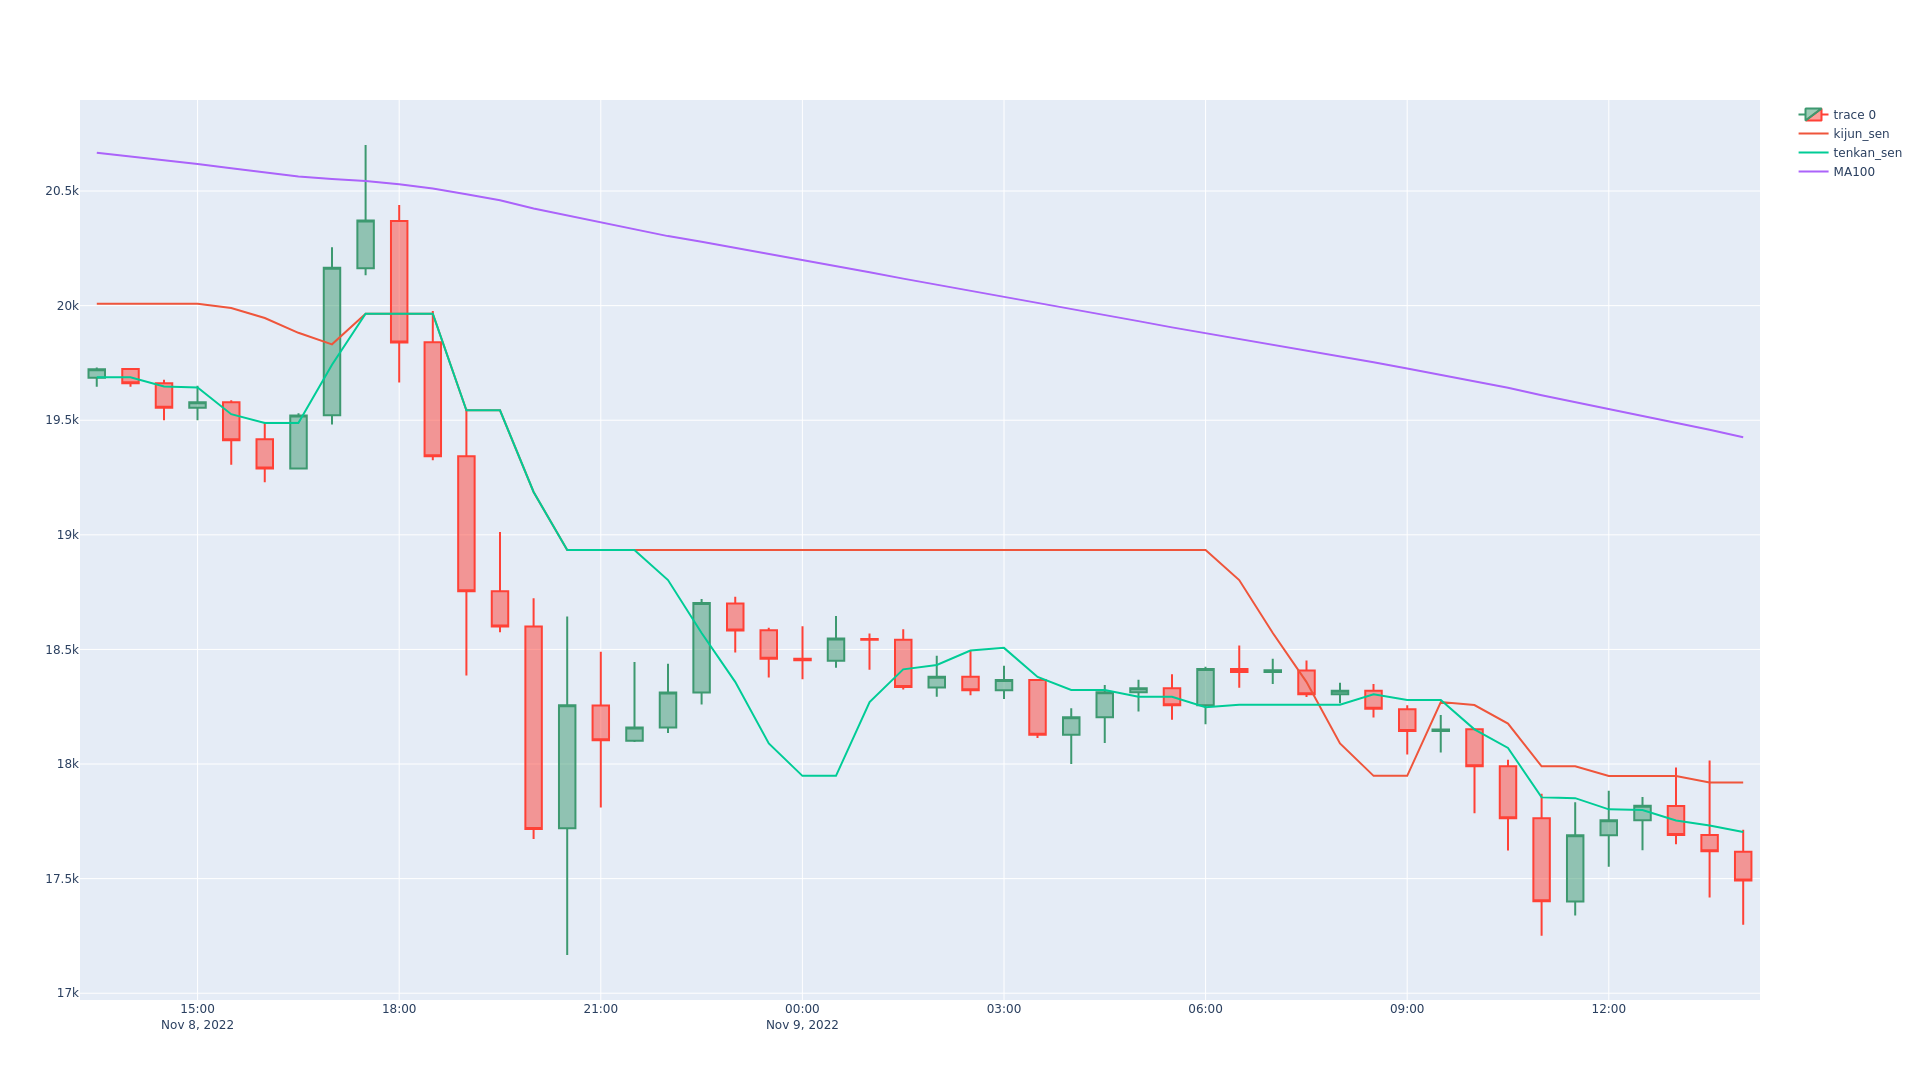 trace 0
kijun_sen
tenkan_sen
MA100
20.5k
20k
19.5k
19k
18.5k
18k
17.5k
17k
15:00 18:00 21:00 00:00 03:00 06:00 09:00 12:00
Nov 8, 2022 Nov 9, 2022